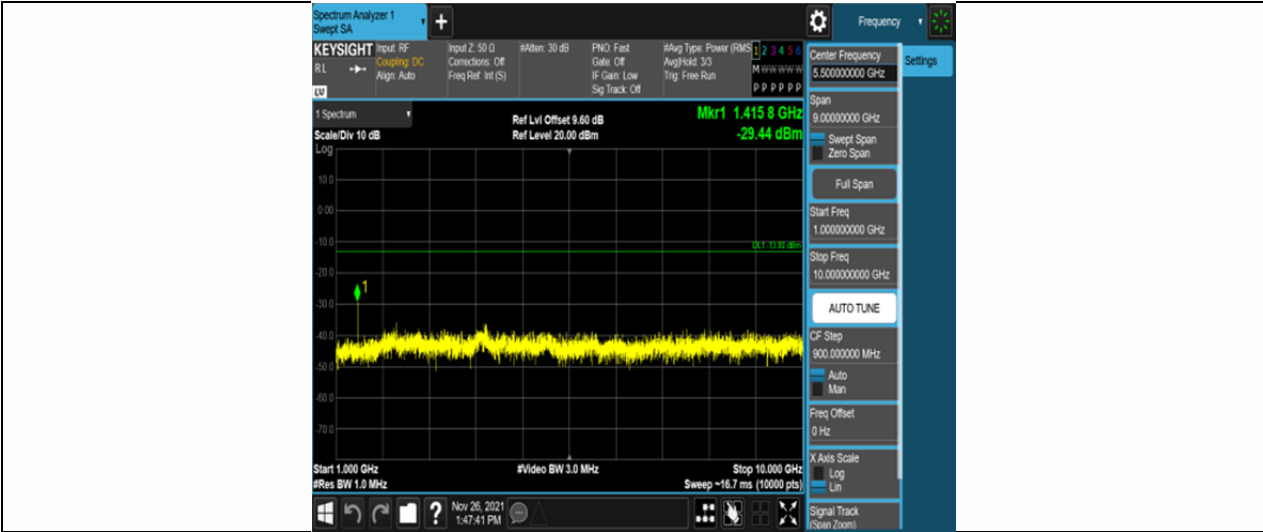 Spectrum Analyzer 1
Swept SA
+
Frequency
KEYSIGHT
RL
LV
Input: RF
Coupling: DC
Align: Auto
Input Z: 50 Ω
Corrections: Off
Freq Ref: Int (S)
#Atten: 30 dB
PNO: Fast
Gate: Off
IF Gain: Low
Sig Track: Off
#Avg Type: Power (RMS
Avg|Hold: 3/3
Trig: Free Run
1 2 3 4 5 6
M W W W W W
P P P P P P
1 Spectrum
Scale/Div 10 dB
Log
Ref Lvl Offset 9.60 dB
Ref Level 20.00 dBm
Mkr1 1.415 8 GHz
-29.44 dBm
10.0
0.00
-10.0
-20.0
-30.0
-40.0
-50.0
-60.0
-70.0
DL1 -13.00 dBm
1
Start 1.000 GHz
#Res BW 1.0 MHz
#Video BW 3.0 MHz
Stop 10.000 GHz
Sweep ~16.7 ms (10000 pts)
Center Frequency
5.500000000 GHz
Settings
Span
9.00000000 GHz
Swept Span
Zero Span
Full Span
Start Freq
1.000000000 GHz
Stop Freq
10.000000000 GHz
AUTO TUNE
CF Step
900.000000 MHz
Auto
Man
Freq Offset
0 Hz
X Axis Scale
Log
Lin
Signal Track
(Span Zoom)
?
Nov 26, 2021
1:47:41 PM